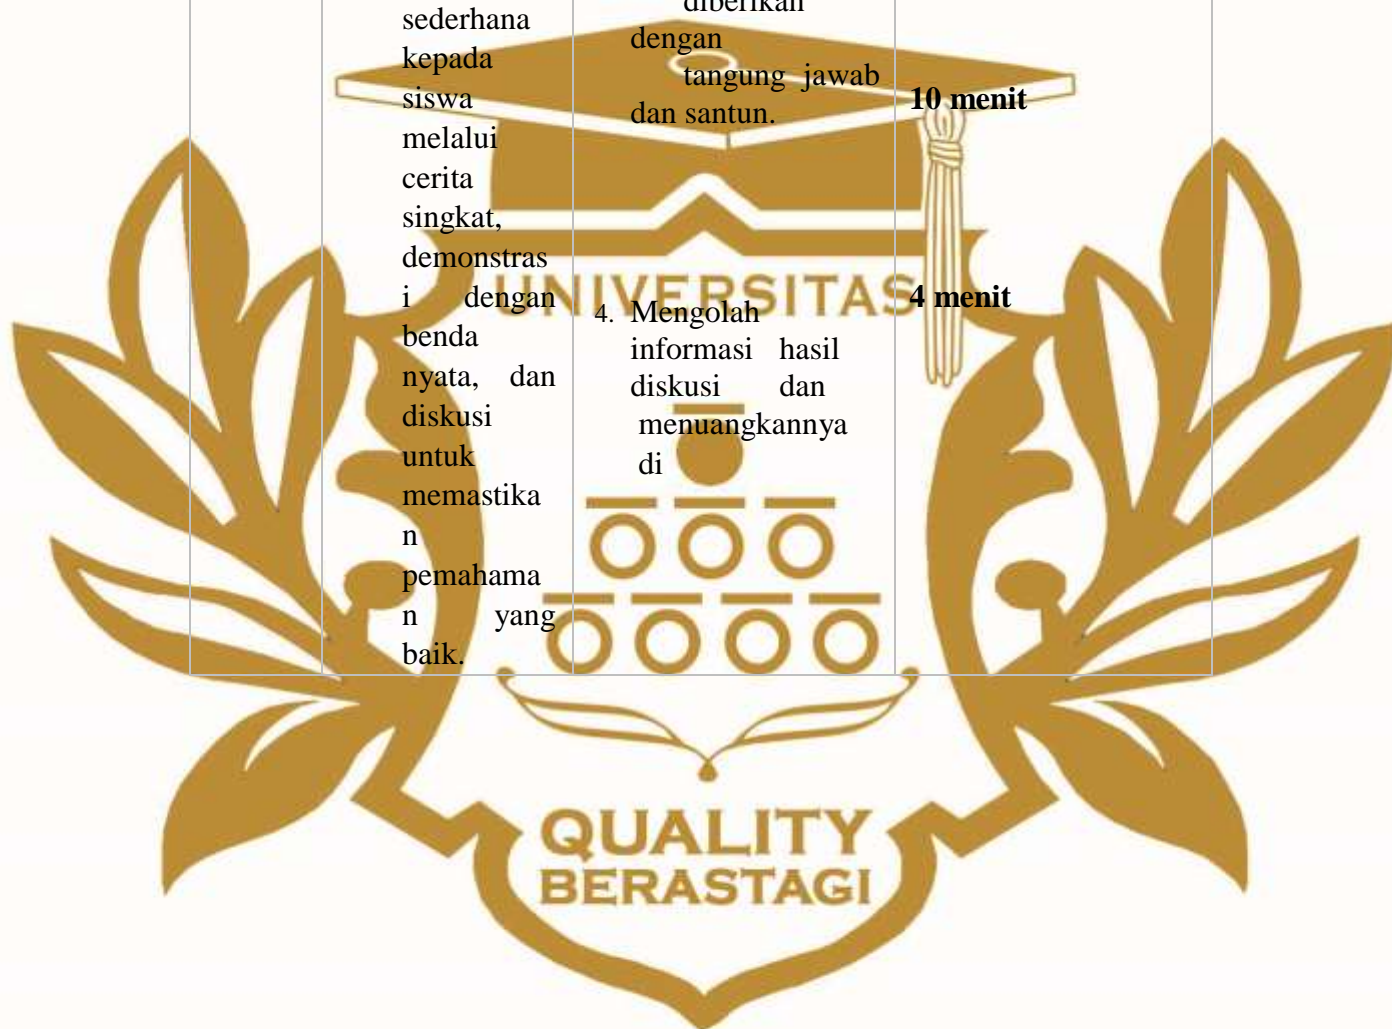 sederhana
kepada
siswa
melalui
cerita
singkat,
demonstras
i dengan
benda
nyata, dan
diskusi
untuk
memastika
n
pemahama
n yang
baik.
diberikan
dengan
tangung jawab
dan santun.
4. Mengolah
informasi hasil
diskusi dan
menuangkannya
di
10 menit
4 menit
UNIVERSITAS
QUALITY
BERASTAGI